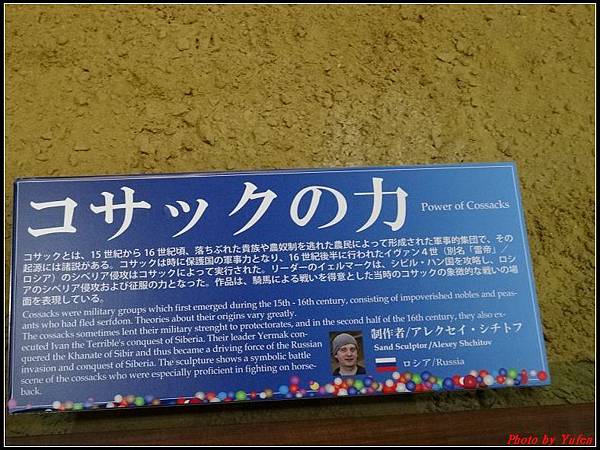 コサックの力
Power of Cossacks
コサックとは、15 世紀から 16 世紀頃、落ちぶれた貴族や農奴制を逃れた農民によって形成された軍事的集団で、その
起源には諸説がある。コサックは時に保護国の軍事力となり、16 世紀後半に行われたイヴァン４世（別名「雷帝」／
ロシア）のシベリア侵攻はコサックによって実行された。リーダーのイェルマークは、シビル・ハン国を攻略し、ロシ
アのシベリア侵攻および征服の力となった。作品は、騎馬による戦いを得意とした当時のコサックの象徴的な戦いの場
面を表現している。
Cossacks were military groups which first emerged during the 15th - 16th century, consisting of impoverished nobles and peas-
ants who had fled serfdom. Theories about their origins vary greatly.
The cossacks sometimes lent their military strenght to protectorates, and in the second half of the 16th century, they also ex-
ecuted Ivan the Terrible's conquest of Siberia. Their leader Yermak con-
quered the Khanate of Sibir and thus became a driving force of the Russian
invasion and conquest of Siberia. The sculpture shows a symbolic battle
scene of the cossacks who were especially proficient in fighting on horse-
back.
制作者/アレクセイ・シチトフ
Sand Sculptor/Alexey Shchitov
ロシア/Russia
Photo by Yufen